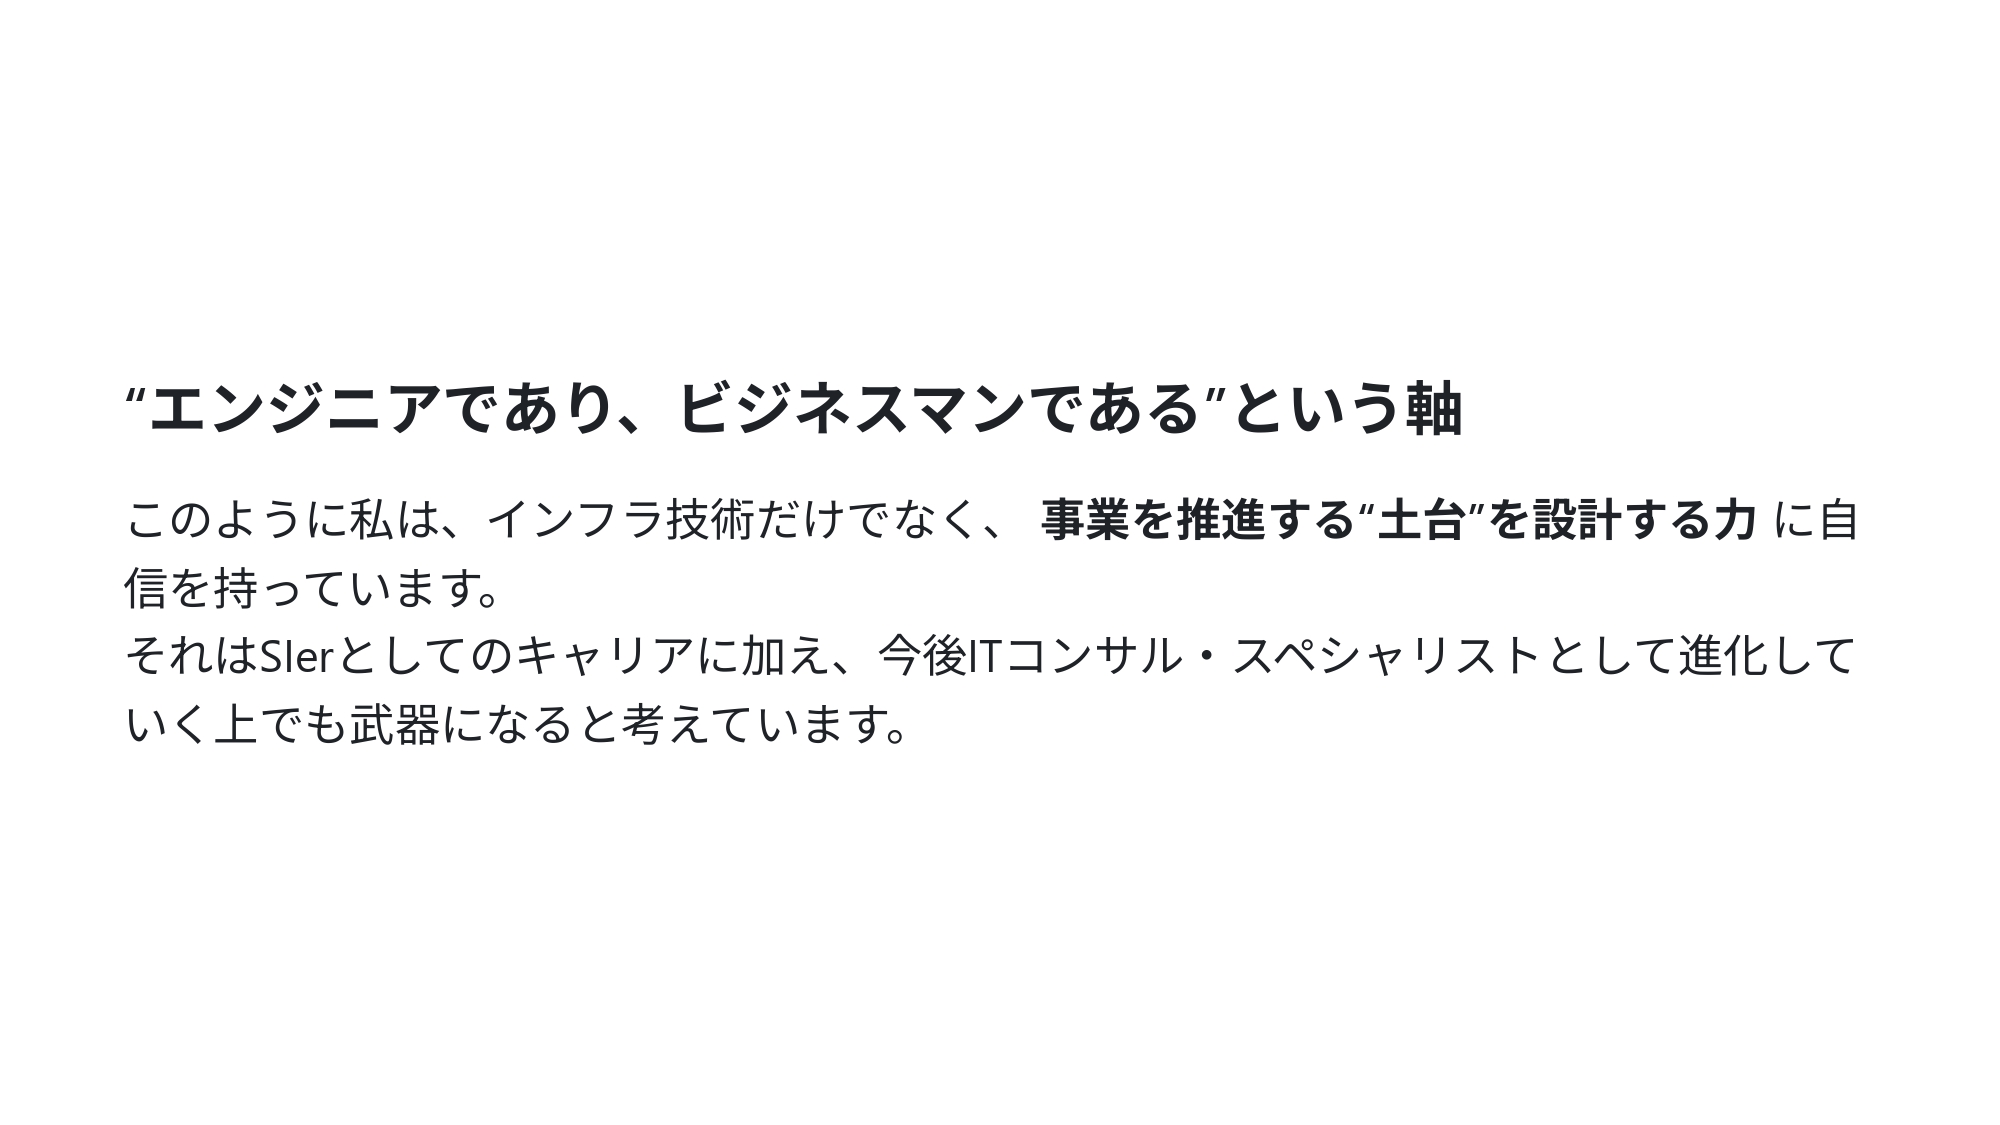 “エンジニアであり、ビジネスマンである”という軸
このように私は、インフラ技術だけでなく、 事業を推進する“土台”を設計する力 に自
信を持っています。
それはSIerとしてのキャリアに加え、今後ITコンサル・スペシャリストとして進化して
いく上でも武器になると考えています。